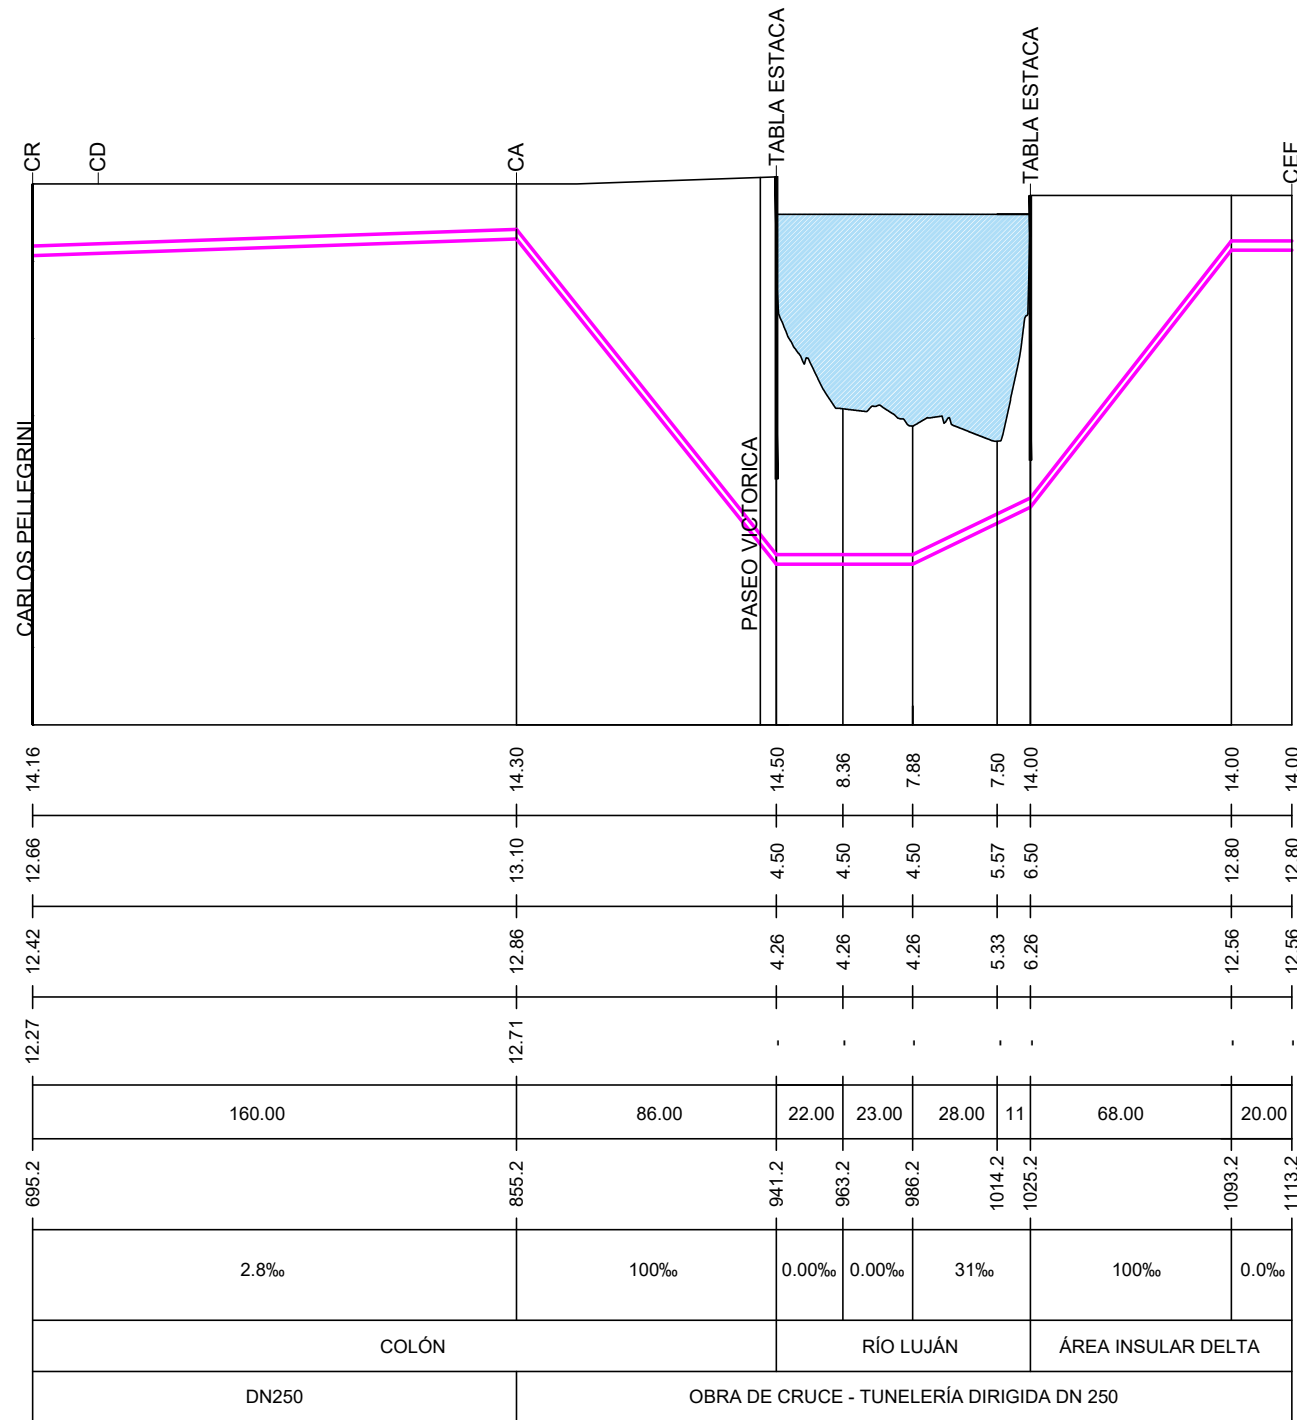 CR
CD
CA
TABLA ESTACA
TABLA ESTACA
CARLOS PELLEGRINI
PASEO VICTORICA
14.16 14.30 14.50 8.36 7.88 7.50 14.00 14.00 14.00
12.66 13.10 4.50 4.50 4.50 5.57 6.50 12.80 12.80
12.42 12.86 4.26 4.26 4.26 5.33 6.26 12.56 12.56
12.27 12.71 - - - - - - -
160.00 86.00 22.00 23.00 28.00 11 68.00 20.00
695.2 855.2 941.2 963.2 986.2 1014.2 1025.2 1093.2 1113.2
2.8‰ 100‰ 0.00‰ 0.00‰ 31‰ 100‰ 0.0‰
COLÓN RÍO LUJÁN ÁREA INSULAR DELTA
DN250 OBRA DE CRUCE - TUNELERÍA DIRIGIDA DN 250